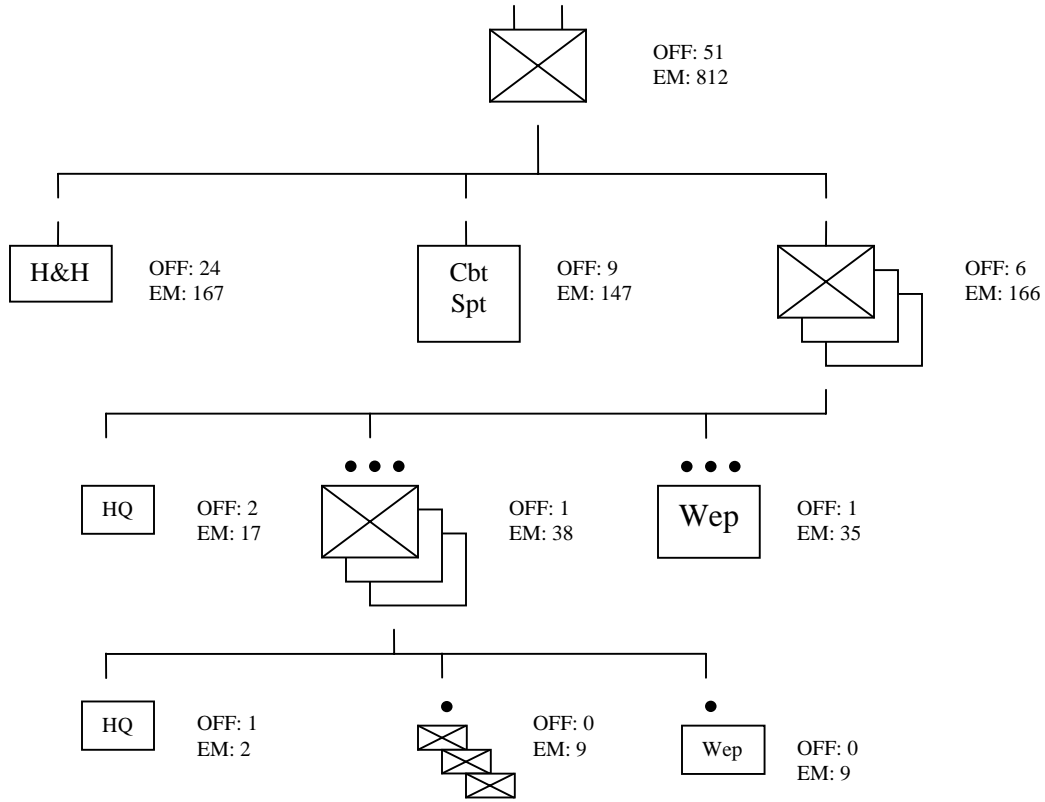 OFF: 51
EM: 812
H&H
OFF: 24
EM: 167
Cbt
Spt
OFF: 9
EM: 147
OFF: 6
EM: 166
HQ
OFF: 2
EM: 17
OFF: 1
EM: 38
Wep
OFF: 1
EM: 35
HQ
OFF: 1
EM: 2
OFF: 0
EM: 9
Wep
OFF: 0
EM: 9